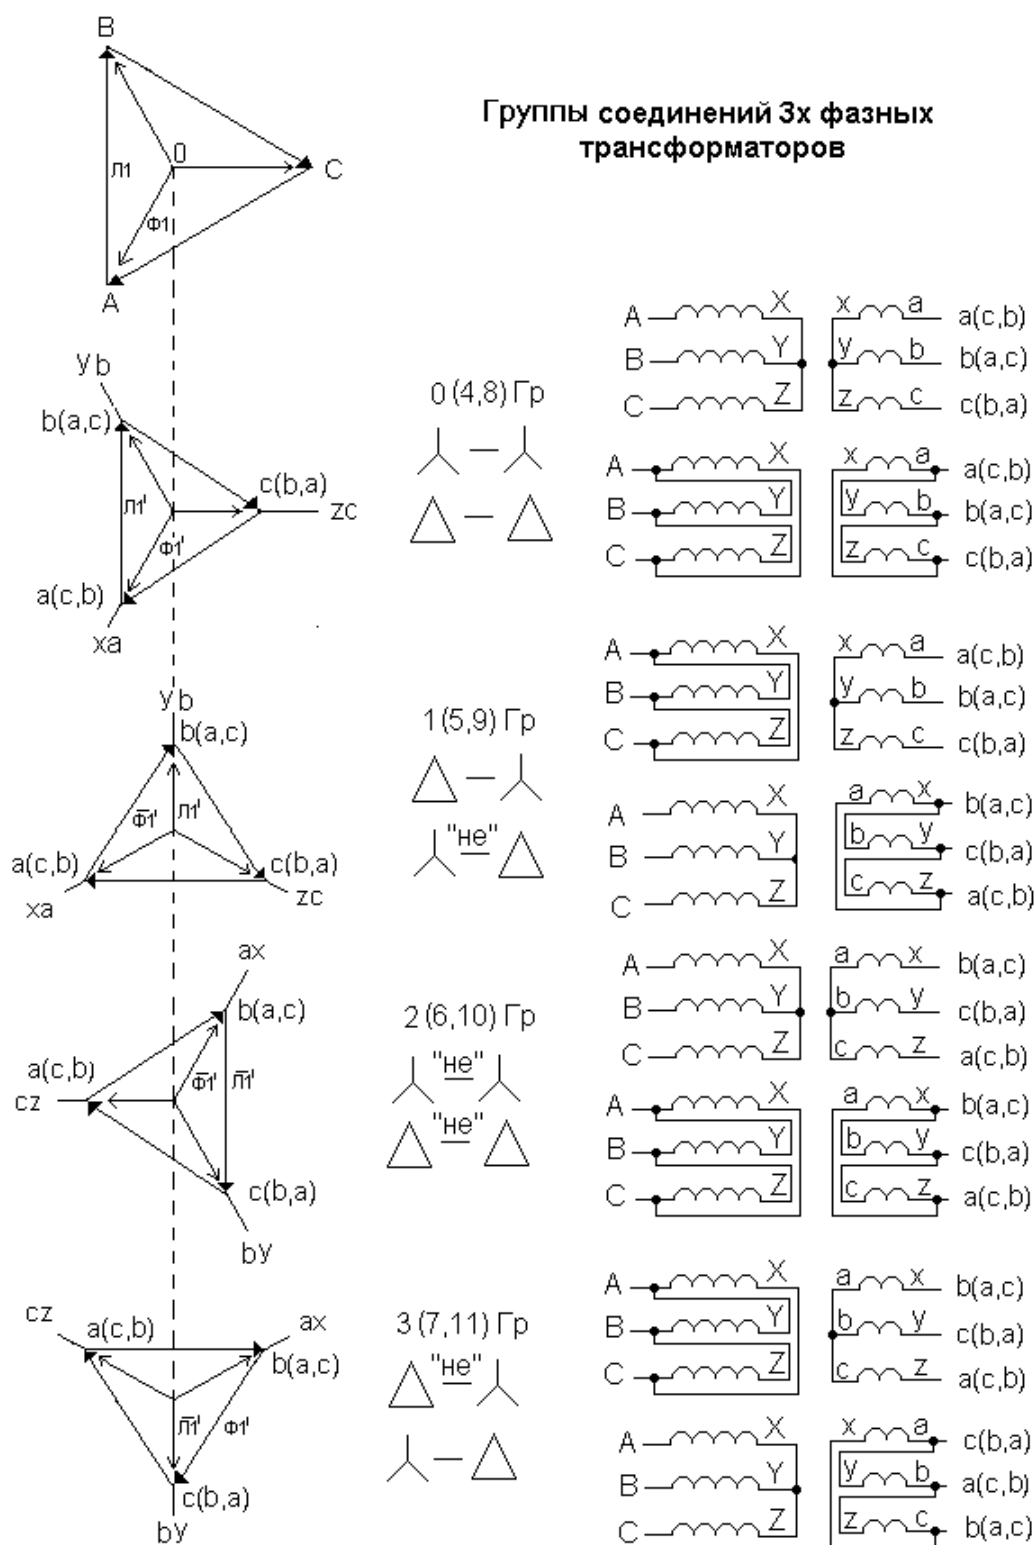 Группы соединений 3х фазных
трансформаторов
B
0
Л1
C
Ф1
A
yb
b(a,c)
Л1'
c(b,a)
zc
Ф1'
a(c,b)
xa
0 (4,8) Гр
A X x a a(c,b)
B Y y b b(a,c)
C Z z c c(b,a)
A X x a a(c,b)
B Y y b b(a,c)
C Z z c c(b,a)
yb
b(a,c)
Ф1' Л1'
a(c,b) c(b,a)
xa zc
1 (5,9) Гр
"не"
A X x a a(c,b)
B Y y b b(a,c)
C Z z c c(b,a)
A X a x b(a,c)
B Y b y c(b,a)
C Z c z a(c,b)
ax
b(a,c)
a(c,b)
Ф1' Л1'
cz
c(b,a)
by
2 (6,10) Гр
"не"
"не"
A X a x b(a,c)
B Y b y c(b,a)
C Z c z a(c,b)
A X a x b(a,c)
B Y b y c(b,a)
C Z c z a(c,b)
cz ax
a(c,b) b(a,c)
Л1' Ф1'
c(b,a)
by
3 (7,11) Гр
"не"
A X a x b(a,c)
B Y b y c(b,a)
C Z c z a(c,b)
A X x a c(b,a)
B Y y b a(c,b)
C Z z c b(a,c)